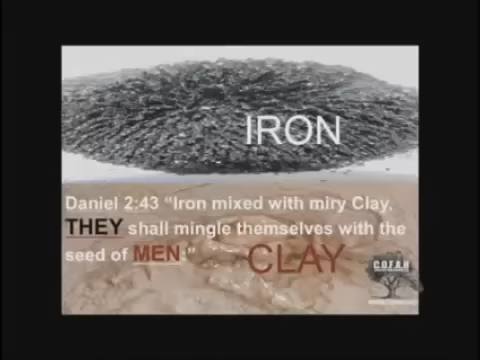 IRON
Daniel 2:43 “Iron mixed with miry Clay,
THEY shall mingle themselves with the
seed of MEN:”
CLAY